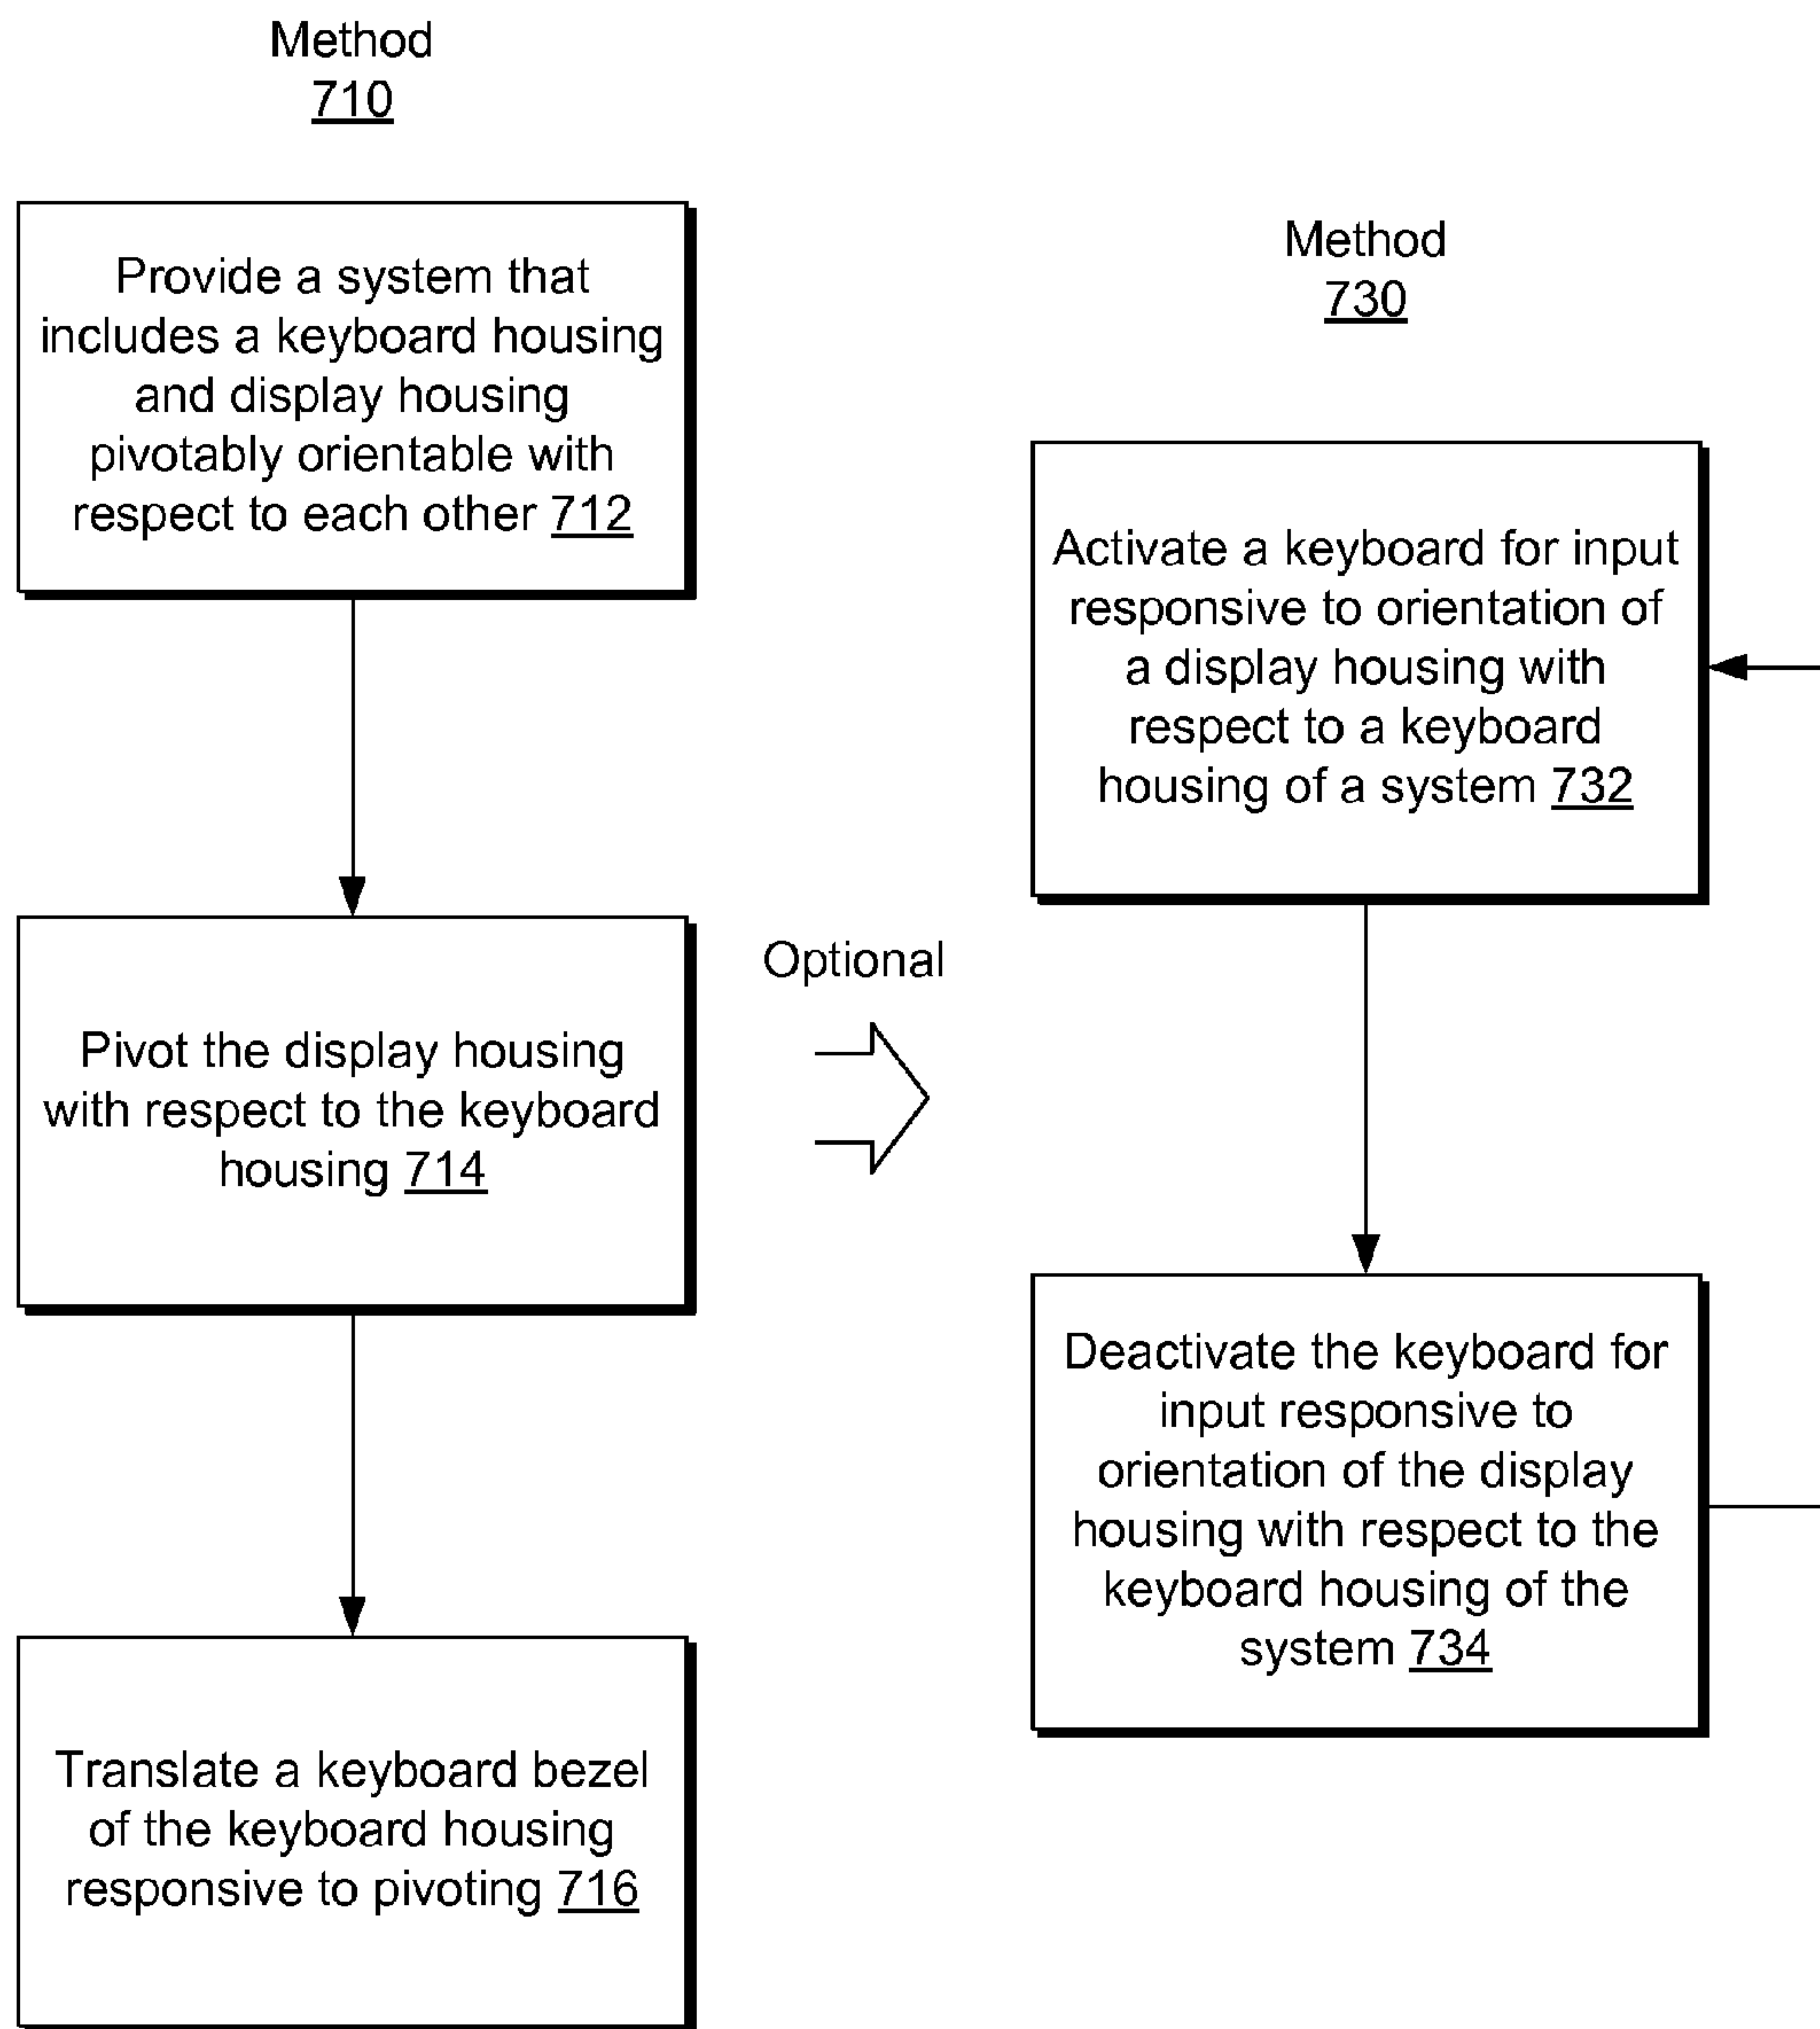 Method
710
Provide a system that
includes a keyboard housing
and display housing
pivotably orientable with
respect to each other 712
Pivot the display housing
with respect to the keyboard
housing 714
Translate a keyboard bezel
of the keyboard housing
responsive to pivoting 716
Optional
Method
730
Activate a keyboard for input
responsive to orientation of
a display housing with
respect to a keyboard
housing of a system 732
Deactivate the keyboard for
input responsive to
orientation of the display
housing with respect to the
keyboard housing of the
system 734